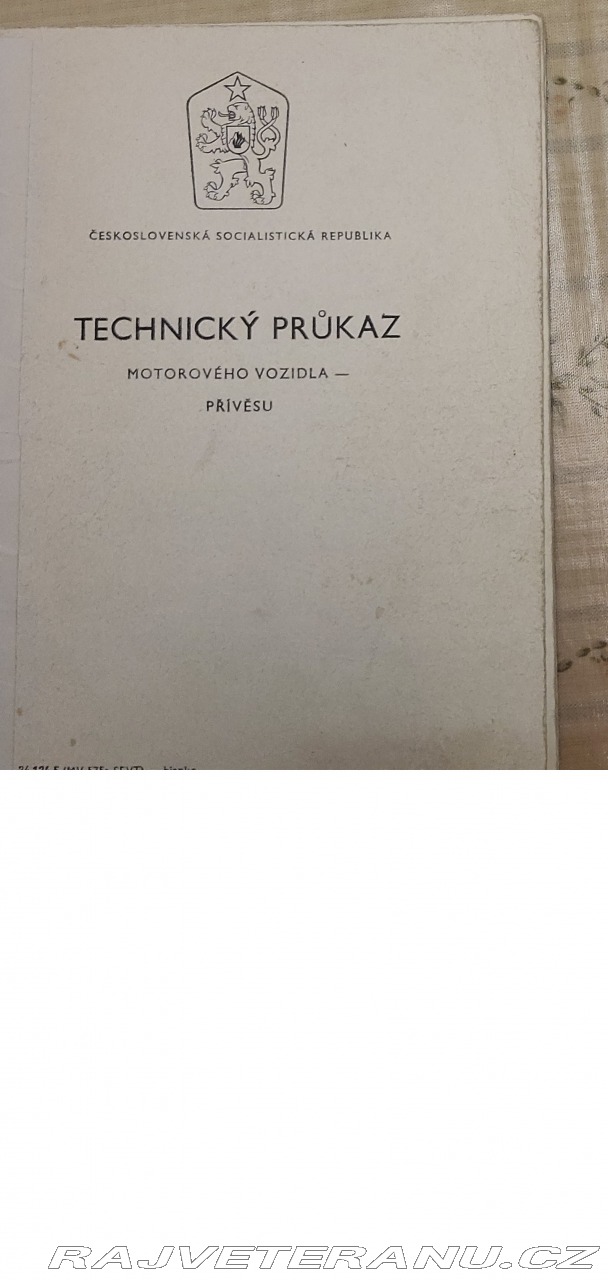 ČESKOSLOVENSKÁ SOCIALISTICKÁ REPUBLIKA
TECHNICKÝ PRŮKAZ
MOTOROVÉHO VOZIDLA —
PŘÍVĚSU
RAJVETERANU.CZ